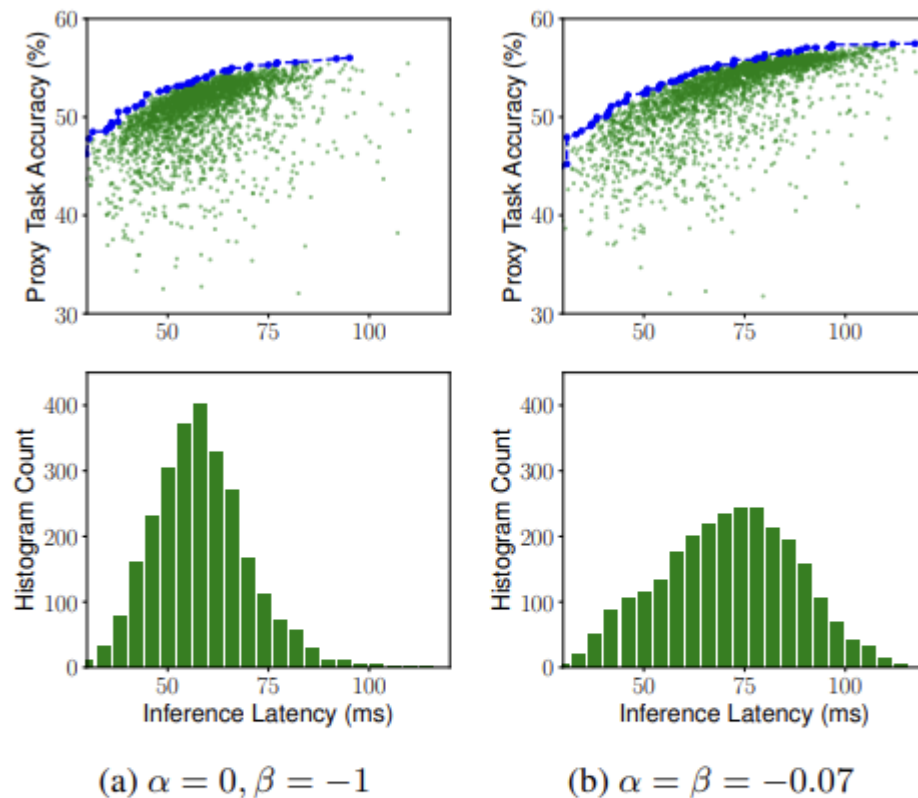 60
50
40
30
Proxy Task Accuracy (%)
50 75 100
60
50
40
30
Proxy Task Accuracy (%)
50 75 100
400
300
200
100
0
Histogram Count
50 75 100
Inference Latency (ms)
400
300
200
100
0
Histogram Count
50 75 100
Inference Latency (ms)
(a) α = 0, β = −1
(b) α = β = −0.07